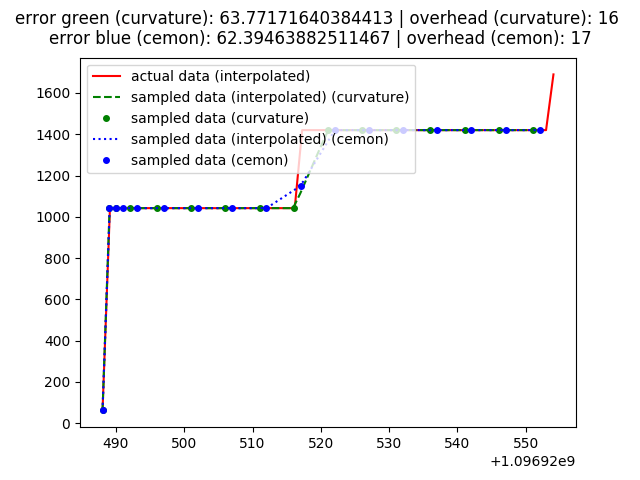 error green (curvature): 63.77171640384413 | overhead (curvature): 16
error blue (cemon): 62.39463882511467 | overhead (cemon): 17
actual data (interpolated)
sampled data (interpolated) (curvature)
sampled data (curvature)
sampled data (interpolated) (cemon)
sampled data (cemon)
1600
1400
1200
1000
800
600
400
200
0
490 500 510 520 530 540 550
+1.09692e9